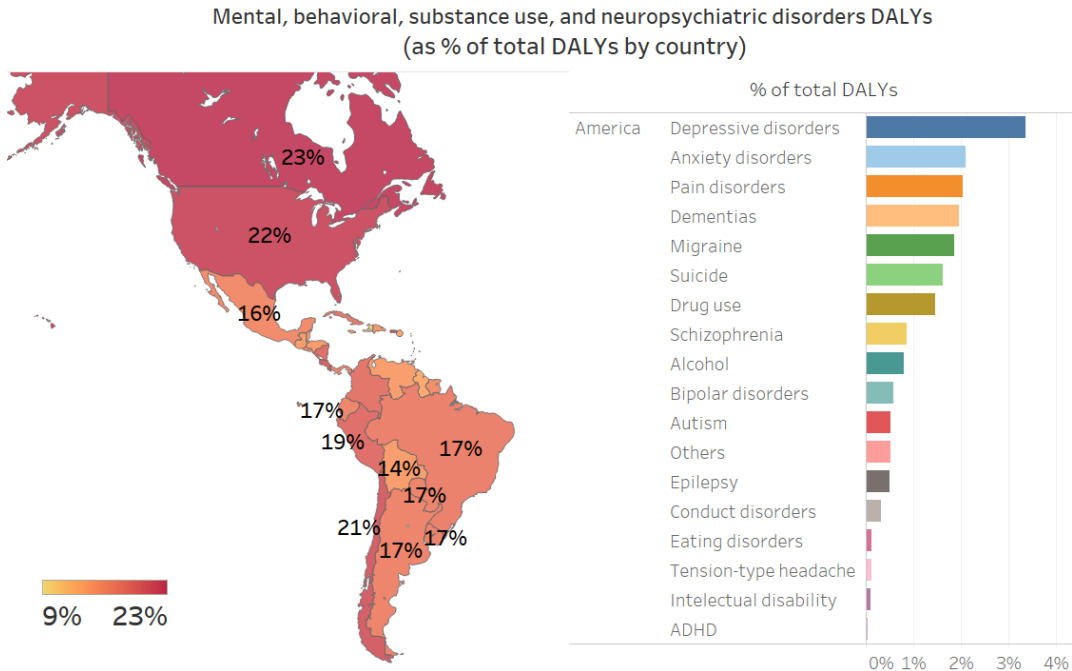 Mental, behavioral, substance use, and neuropsychiatric disorders DALYs
(as % of total DALYs by country)
23%
22%
16%
17%
19%
17%
14%
17%
21%
17%
17%
9% 23%
% of total DALYs
America Depressive disorders
Anxiety disorders
Pain disorders
Dementias
Migraine
Suicide
Drug use
Schizophrenia
Alcohol
Bipolar disorders
Autism
Others
Epilepsy
Conduct disorders
Eating disorders
Tension-type headache
Intelectual disability
ADHD
0% 1% 2% 3% 4%